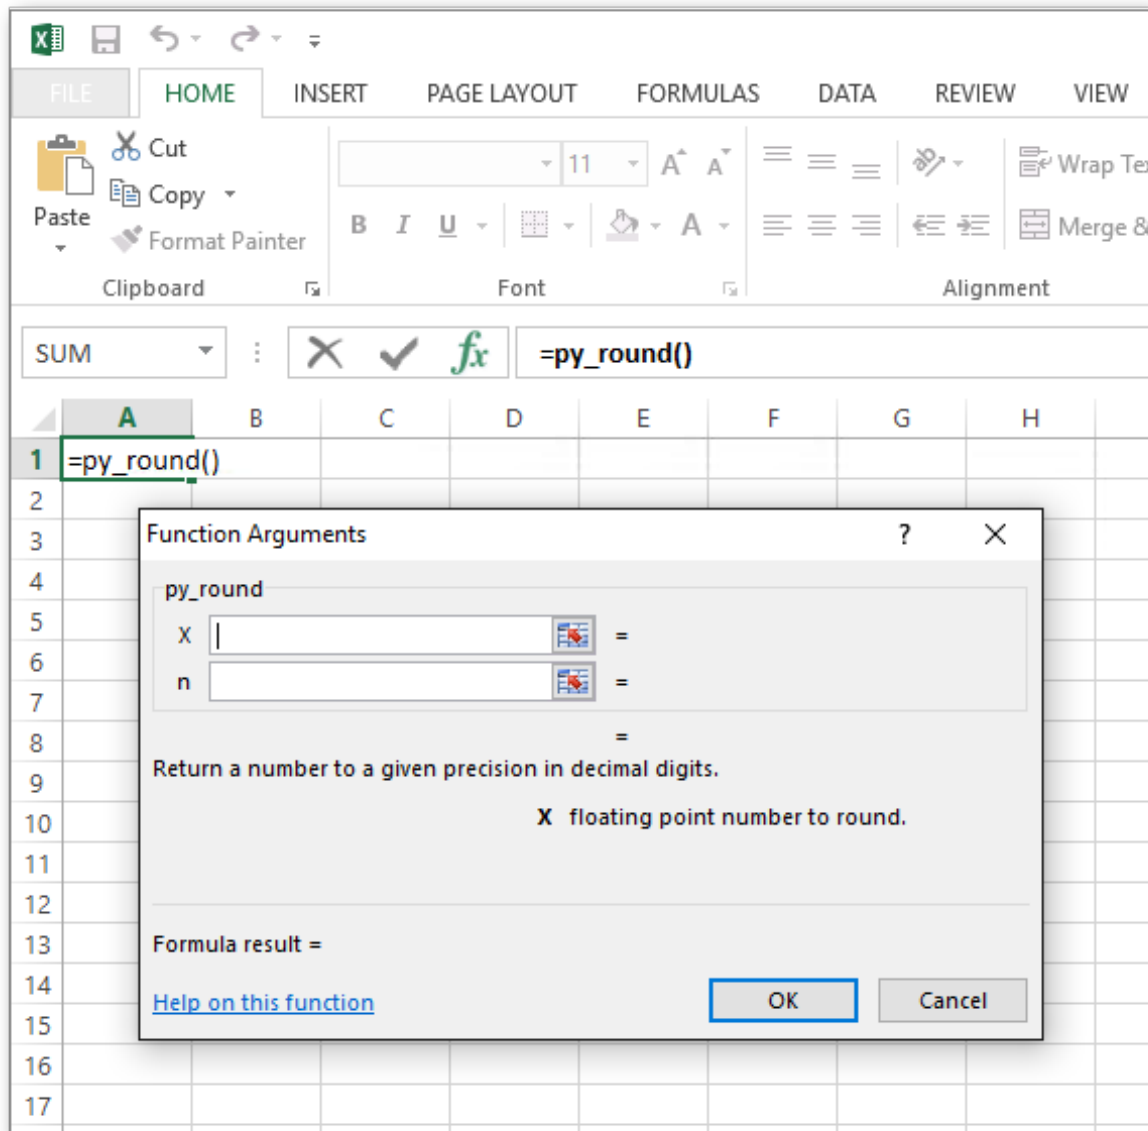 FILE HOME INSERT PAGE LAYOUT FORMULAS DATA REVIEW VIEW
Cut
Copy
Paste
Format Painter
11 A A
Wrap Te
B I U A
Merge &
Clipboard Font Alignment
SUM fx =py_round()
A B C D E F G H
1 =py_round()
2
3
4
5
6
7
8
9
10
11
12
13
14
15
16
17
Function Arguments ? X
py_round
X =
n =
=
Return a number to a given precision in decimal digits.
X floating point number to round.
Formula result =
Help on this function OK Cancel